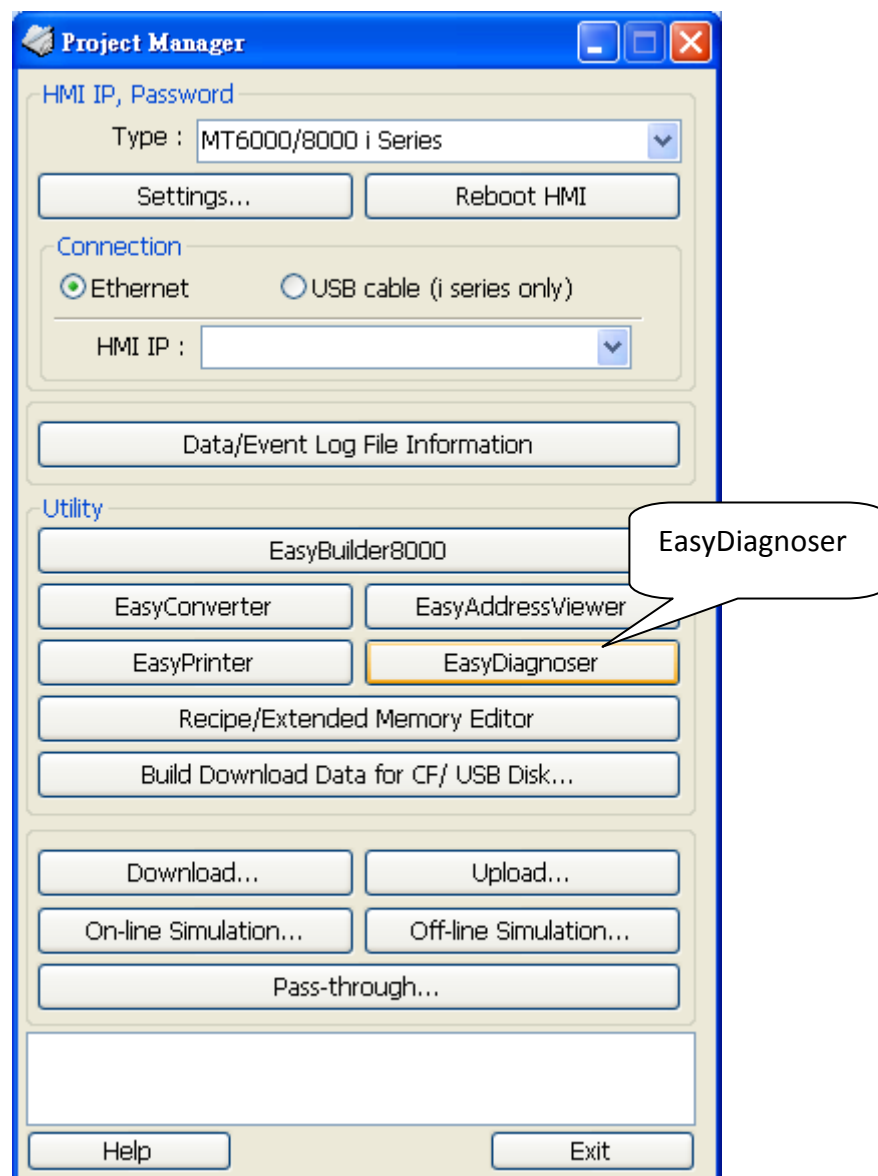 Project Manager
HMI IP, Password
Type : MT6000/8000 i Series
Settings... Reboot HMI
Connection
Ethernet USB cable (i series only)
HMI IP :
Data/Event Log File Information
Utility
EasyBuilder8000
EasyDiagnoser
EasyConverter EasyAddressViewer
EasyPrinter EasyDiagnoser
Recipe/Extended Memory Editor
Build Download Data for CF/ USB Disk...
Download... Upload...
On-line Simulation... Off-line Simulation...
Pass-through...
Help Exit